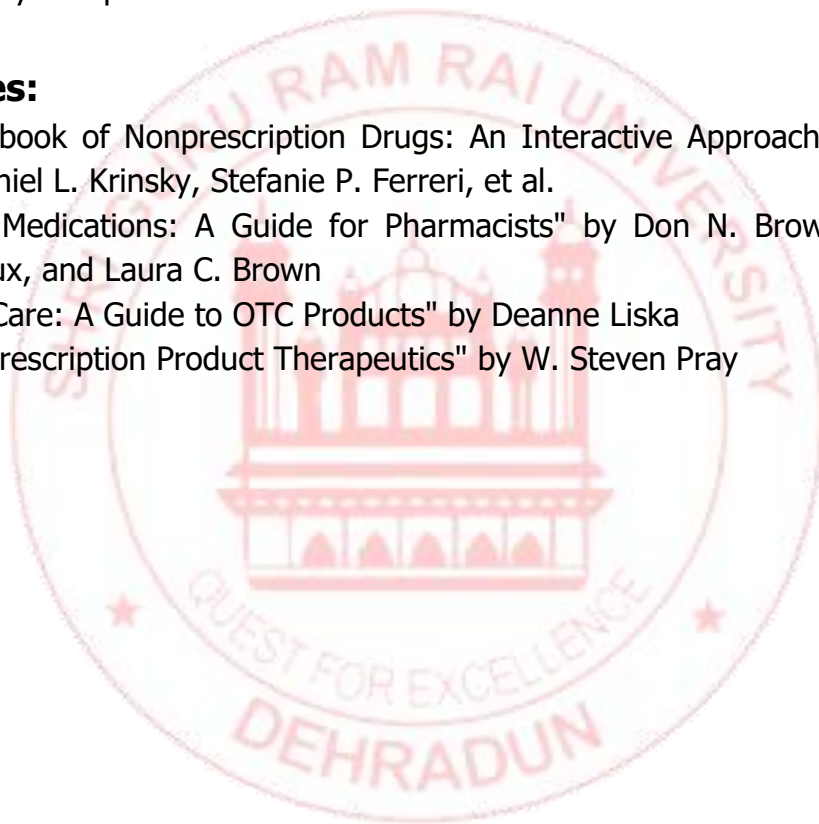 es:
book of Nonprescription Drugs: An Interactive Approach
niel L. Krinsky, Stefanie P. Ferreri, et al.
Medications: A Guide for Pharmacists" by Don N. Brow
ux, and Laura C. Brown
Care: A Guide to OTC Products" by Deanne Liska
rescription Product Therapeutics" by W. Steven Pray
GURU RAM RAI UNIVERSITY
QUEST FOR EXCELLENCE
DEHRADUN